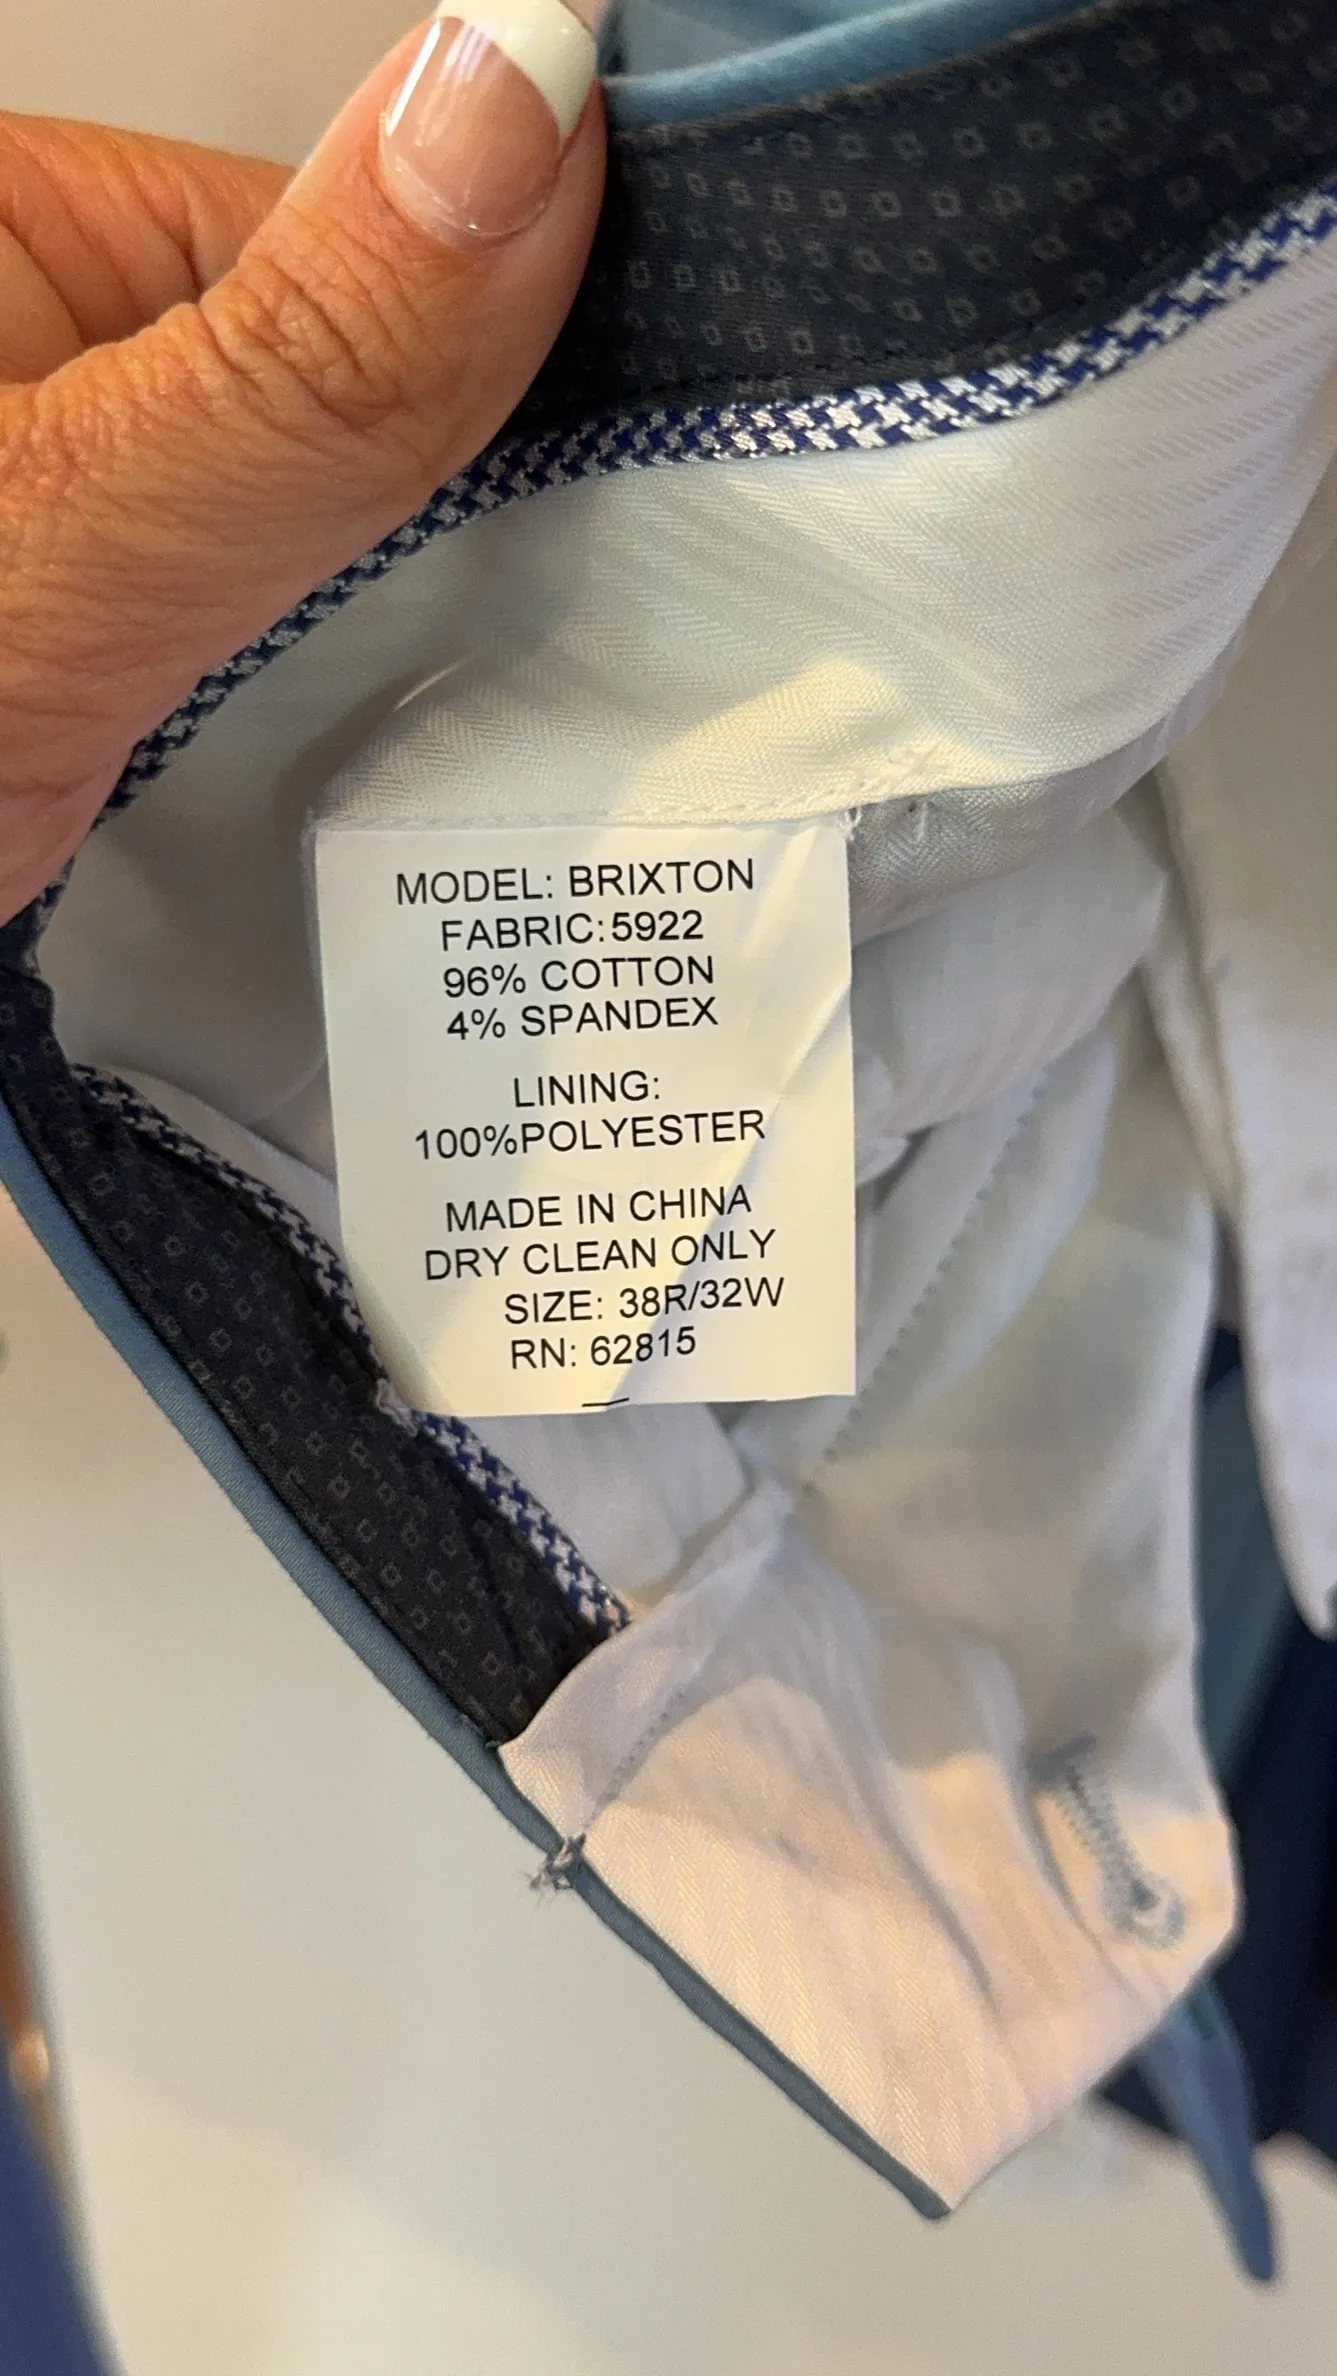 MODEL: BRIXTON
FABRIC:5922
96% COTTON
4% SPANDEX
LINING:
100%POLYESTER
MADE IN CHINA
DRY CLEAN ONLY
SIZE: 38R/32W
RN: 62815